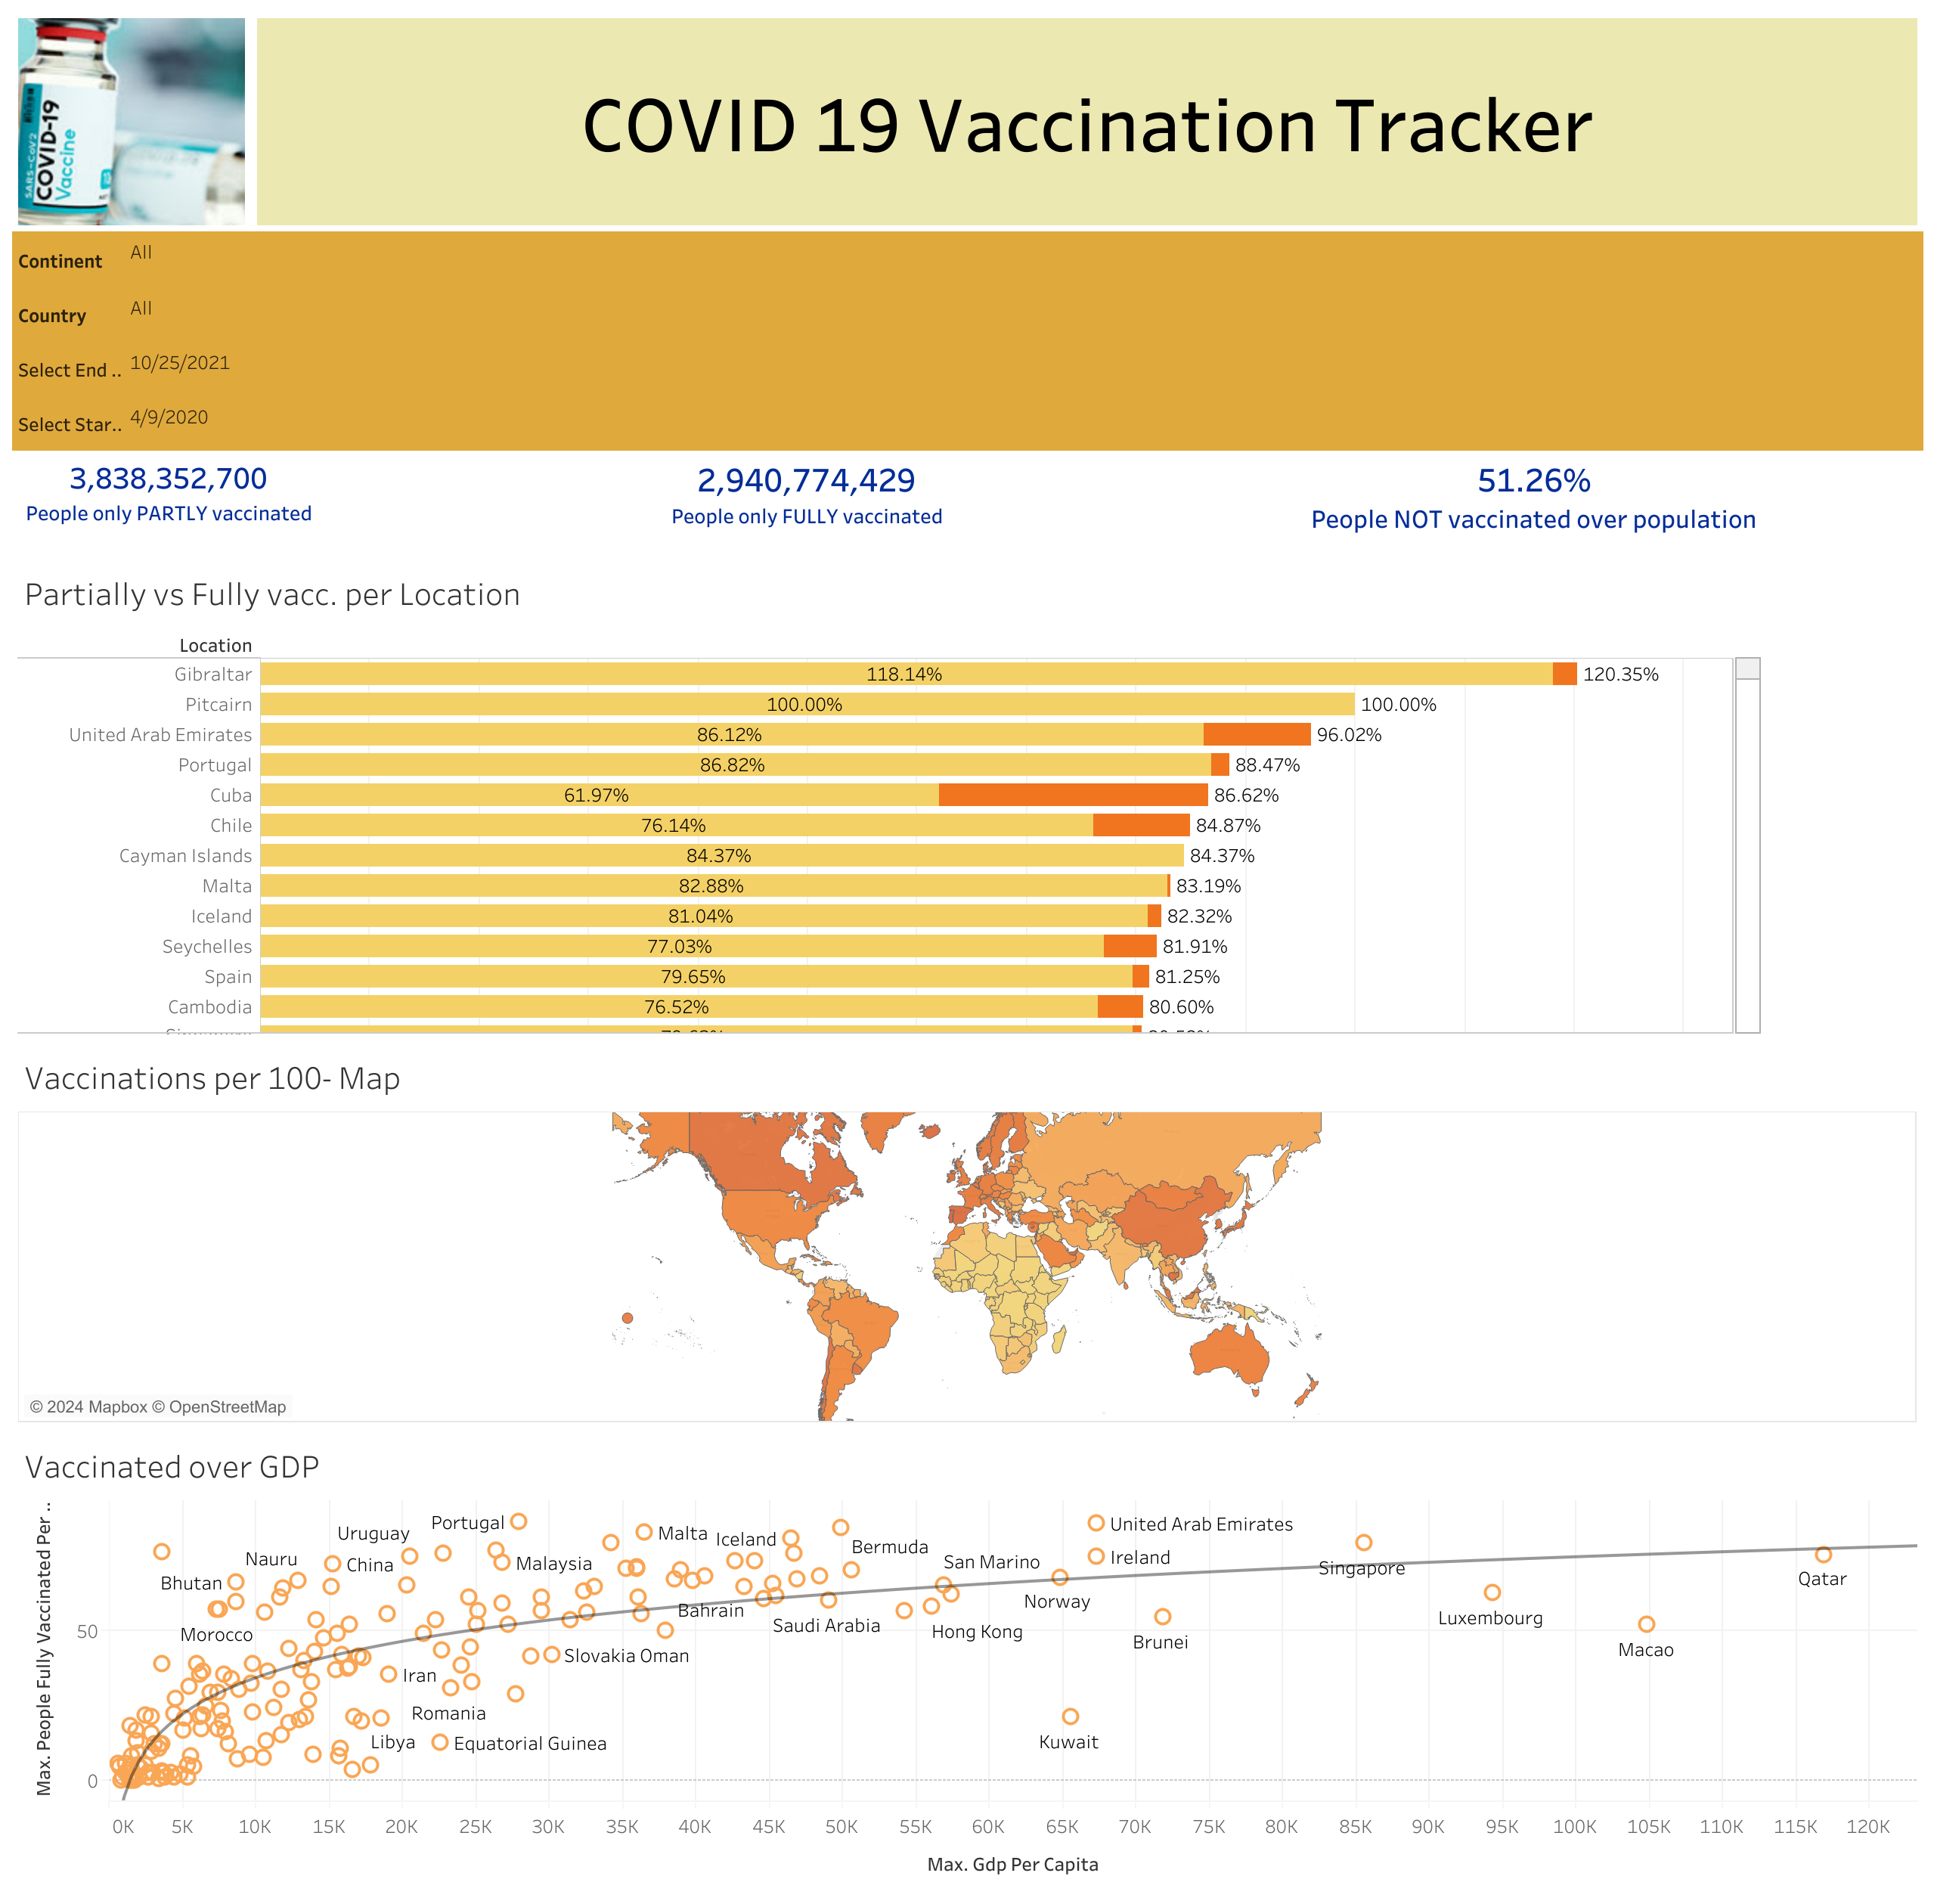 SARS-CoV2
COVID-19
Vaccine
COVID 19 Vaccination Tracker
Continent All
Country All
Select End .. 10/25/2021
Select Star.. 4/9/2020
3,838,352,700 2,940,774,429 51.26%
People only PARTLY vaccinated People only FULLY vaccinated People NOT vaccinated over population
Partially vs Fully vacc. per Location
Location
Gibraltar 118.14% 120.35%
Pitcairn 100.00% 100.00%
United Arab Emirates 86.12% 96.02%
Portugal 86.82% 88.47%
Cuba 61.97% 86.62%
Chile 76.14% 84.87%
Cayman Islands 84.37% 84.37%
Malta 82.88% 83.19%
Iceland 81.04% 82.32%
Seychelles 77.03% 81.91%
Spain 79.65% 81.25%
Cambodia 76.52% 80.60%
Vaccinations per 100- Map
© 2024 Mapbox © OpenStreetMap
Vaccinated over GDP
Max. People Fully Vaccinated Per ..
50
0
Portugal
Uruguay
Malta
Iceland
United Arab Emirates
Bermuda
Nauru
China
Malaysia
San Marino
Ireland
Singapore
Bhutan
Qatar
Norway
Bahrain
Luxembourg
Morocco
Saudi Arabia
Hong Kong
Brunei
Macao
Slovakia Oman
Iran
Romania
Libya
Equatorial Guinea
Kuwait
0K 5K 10K 15K 20K 25K 30K 35K 40K 45K 50K 55K 60K 65K 70K 75K 80K 85K 90K 95K 100K 105K 110K 115K 120K
Max. Gdp Per Capita